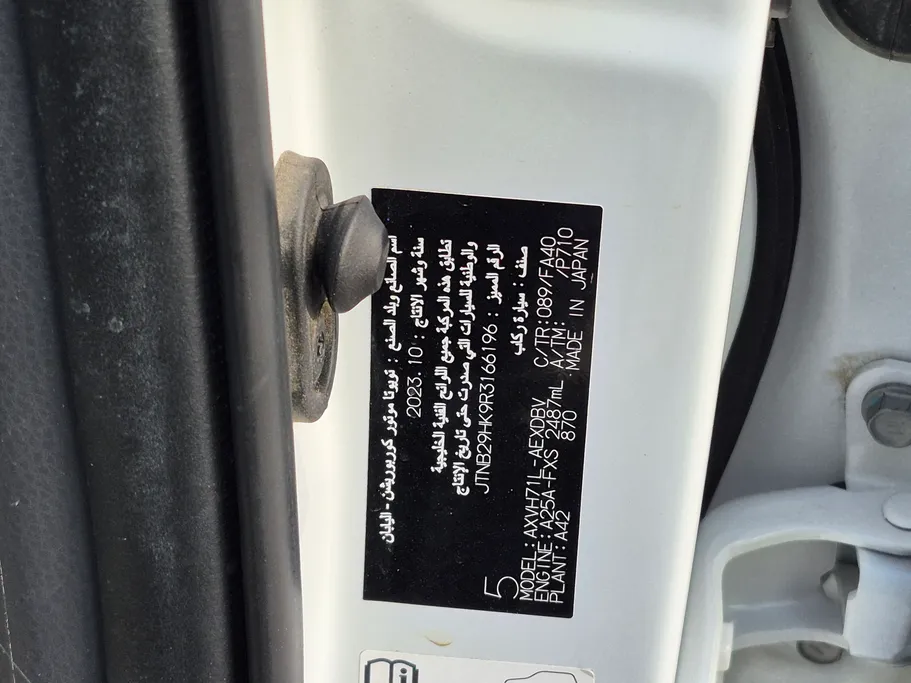 اسم الصانع وبلد الصنع : تويوتا موتور كوربوريشن - اليابان
سنة وشهر الإنتاج : 2023.10
تطابق هذه المركبة جميع اللوائح الفنية الخليجية
والوطنية للسيارات التي صدرت حتى تاريخ الإنتاج
الرقم المميز : JTNB29HK9R3166196
صنف : سيارة ركاب
5
MODEL:AXVH71L-AEXDBV C/TR:089/FA40
ENGINE:A25A-FXS 2487mL A/TM: /P710
PLANT:A42 870 MADE IN JAPAN